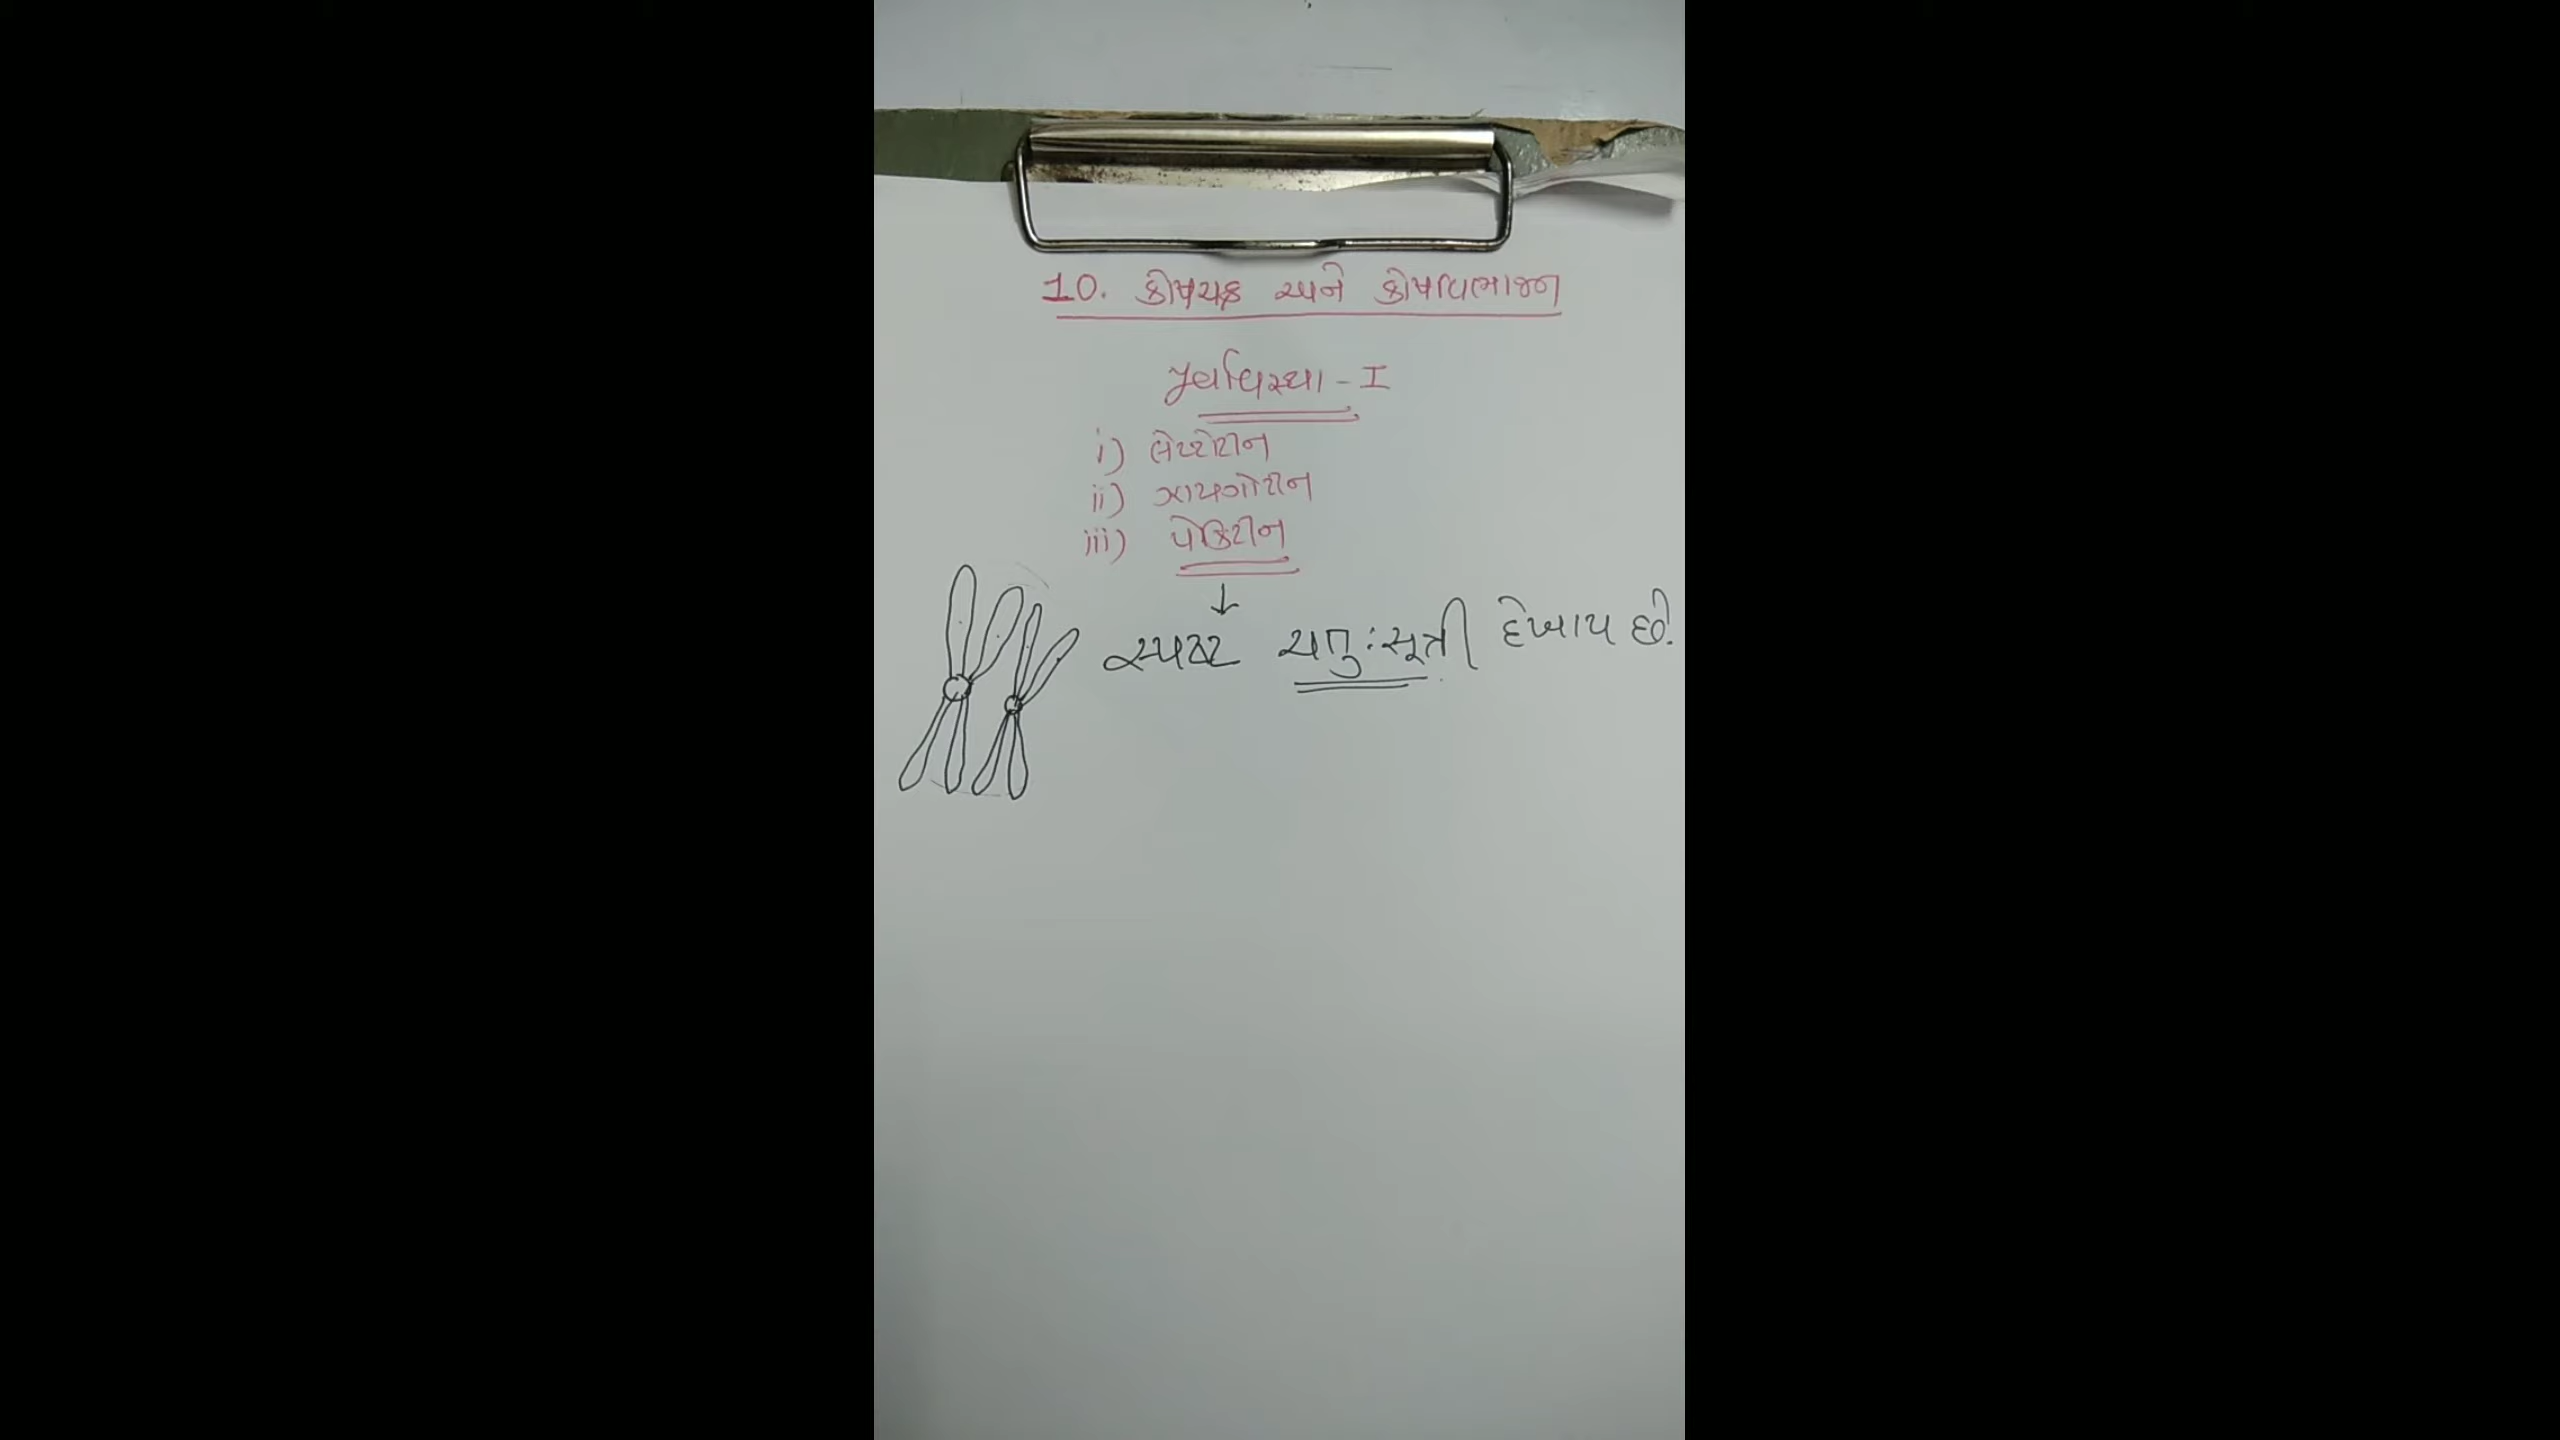 10. કોષચક્ર અને કોષવિભાજન
પૂર્વાવસ્થા - I
i) લેપ્ટોટીન
ii) ઝાયગોટીન
iii) પેકિટીન
↓
સ્પષ્ટ ચતુઃસૂત્રી દેખાય છે.